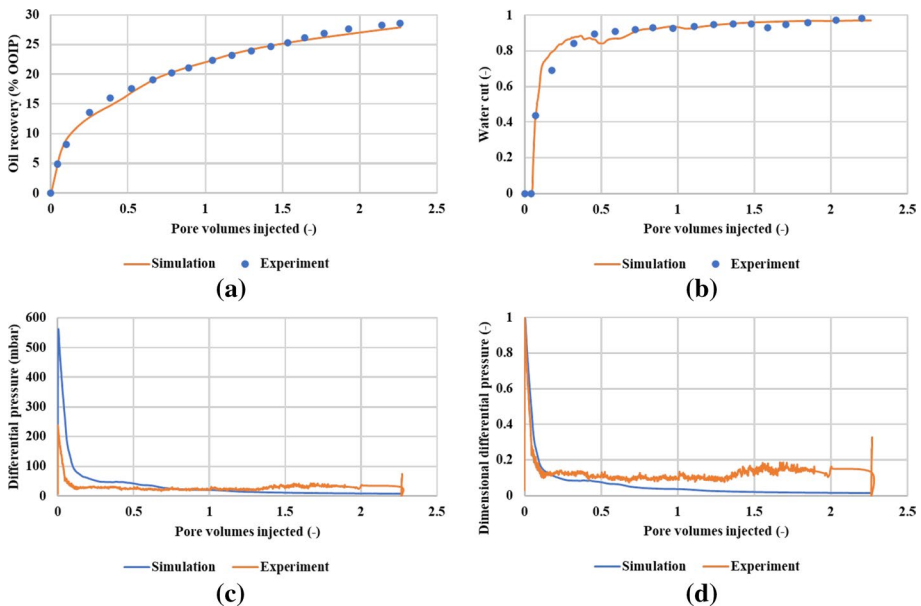 Oil recovery (% OOIP)
30
25
20
15
10
5
0
0 0.5 1 1.5 2 2.5
Pore volumes injected (-)
Simulation Experiment
(a)
Water cut (-)
1
0.8
0.6
0.4
0.2
0
0 0.5 1 1.5 2 2.5
Pore volumes injected (-)
Simulation Experiment
(b)
Differential pressure (mbar)
600
500
400
300
200
100
0
0 0.5 1 1.5 2 2.5
Pore volumes injected (-)
Simulation Experiment
(c)
Dimensional differential pressure (-)
1
0.8
0.6
0.4
0.2
0
0 0.5 1 1.5 2 2.5
Pore volumes injected (-)
Simulation Experiment
(d)